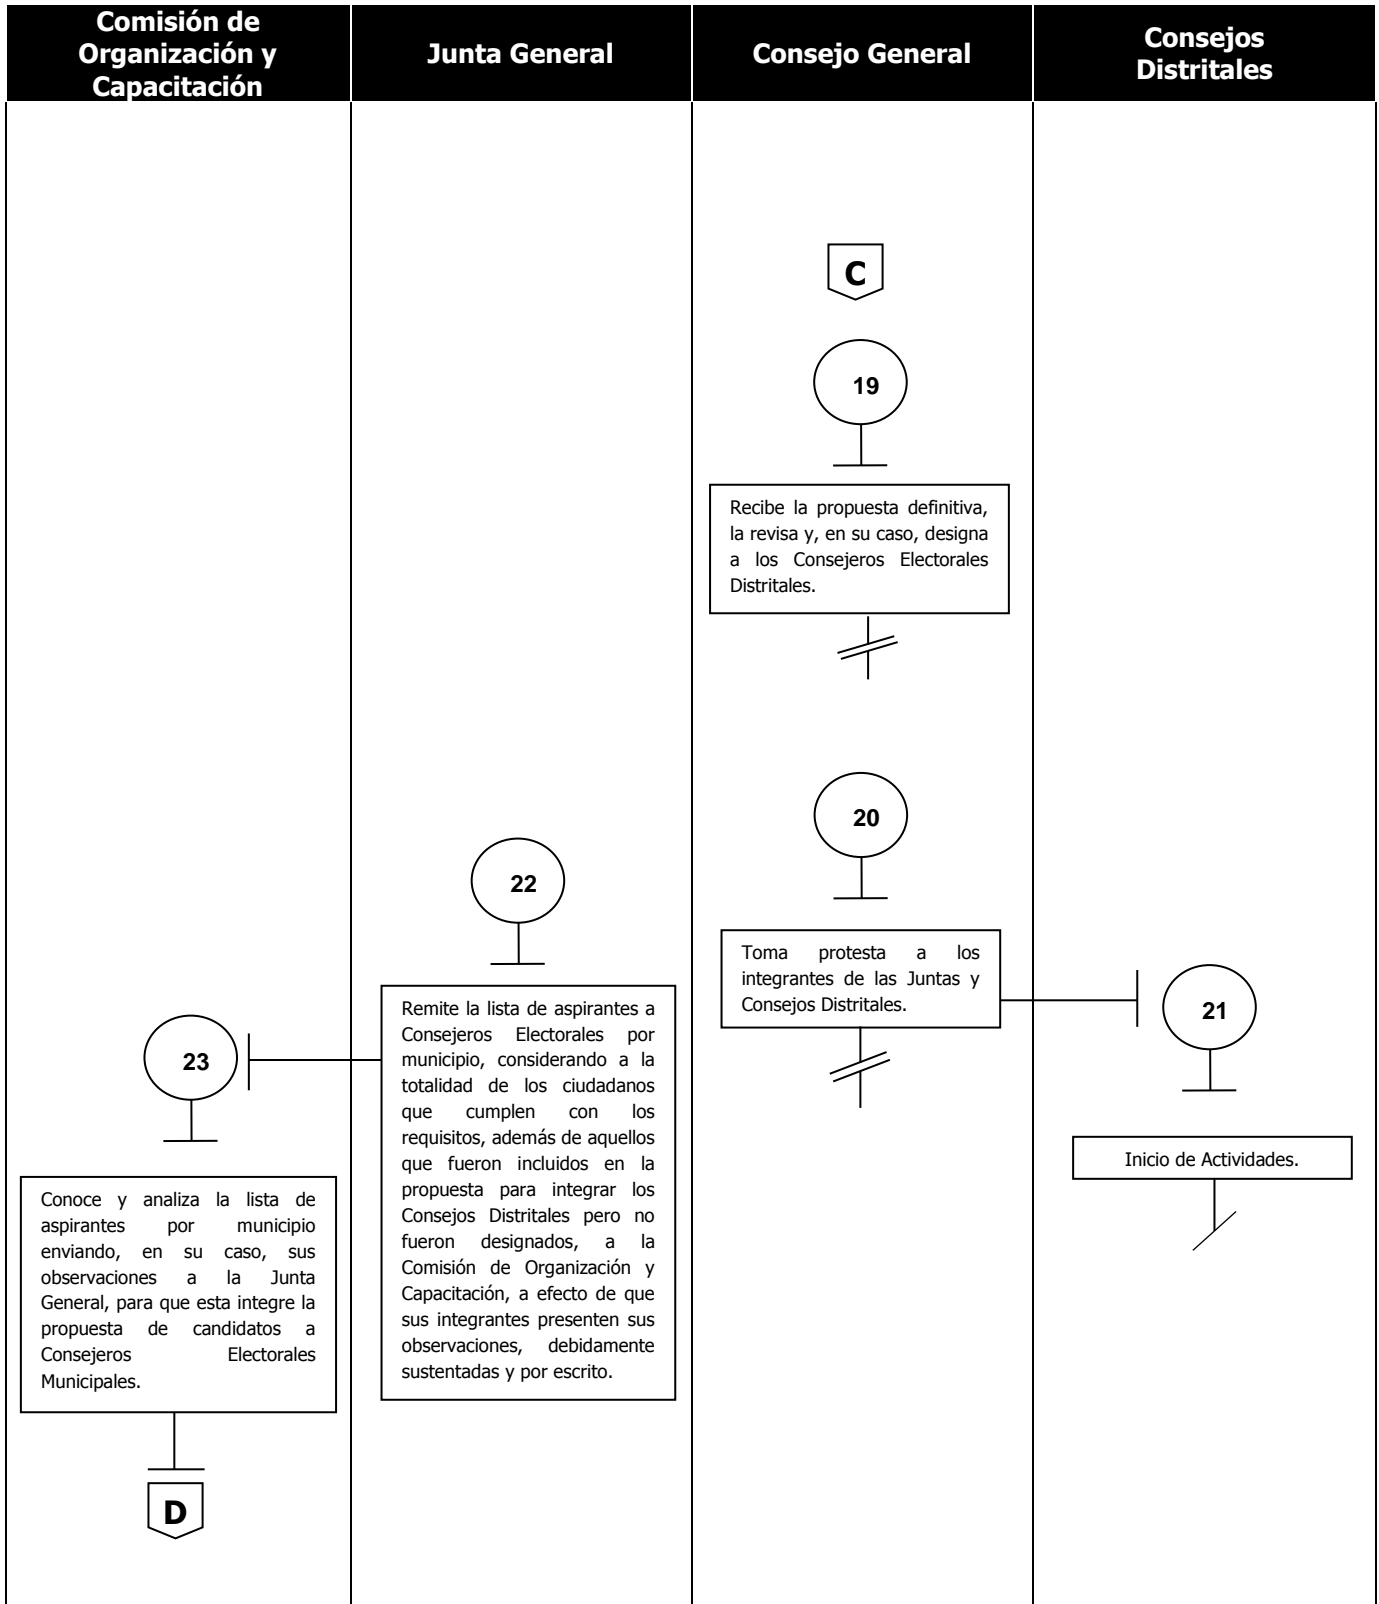 Comisión de
Organización y
Capacitación
Junta General
Consejo General
Consejos
Distritales
C
19
Recibe la propuesta definitiva,
la revisa y, en su caso, designa
a los Consejeros Electorales
Distritales.
20
Toma protesta a los
integrantes de las Juntas y
Consejos Distritales.
21
Inicio de Actividades.
22
Remite la lista de aspirantes a
Consejeros Electorales por
municipio, considerando a la
totalidad de los ciudadanos
que cumplen con los
requisitos, además de aquellos
que fueron incluidos en la
propuesta para integrar los
Consejos Distritales pero no
fueron designados, a la
Comisión de Organización y
Capacitación, a efecto de que
sus integrantes presenten sus
observaciones, debidamente
sustentadas y por escrito.
23
Conoce y analiza la lista de
aspirantes por municipio
enviando, en su caso, sus
observaciones a la Junta
General, para que esta integre la
propuesta de candidatos a
Consejeros Electorales
Municipales.
D